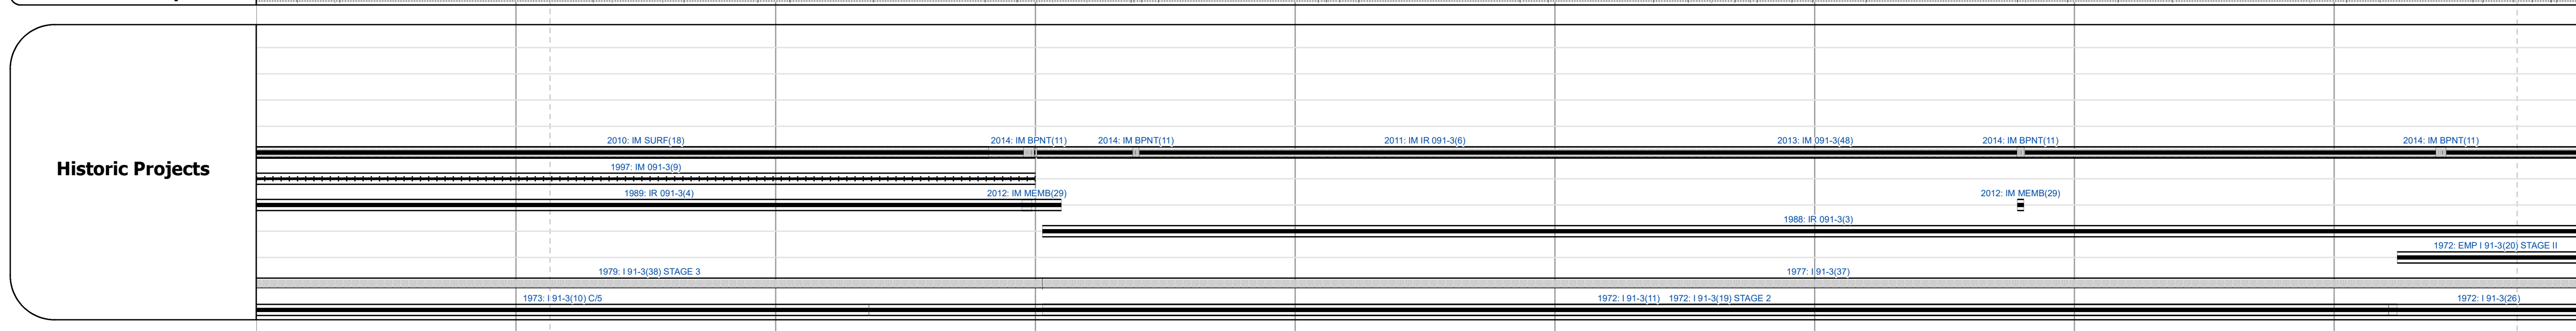 Historic Projects
2010: IM SURF(18) 2014: IM BPNT(11) 2014: IM BPNT(11) 2011: IM IR 091-3(6) 2013: IM 091-3(48) 2014: IM BPNT(11) 2014: IM BPNT(11)
1997: IM 091-3(9)
1989: IR 091-3(4) 2012: IM MEMB(29) 2012: IM MEMB(29)
1988: IR 091-3(3)
1972: EMP I 91-3(20) STAGE II
1979: I 91-3(38) STAGE 3 1977: I 91-3(37)
1973: I 91-3(10) C/5 1972: I 91-3(11) 1972: I 91-3(19) STAGE 2 1972: I 91-3(26)